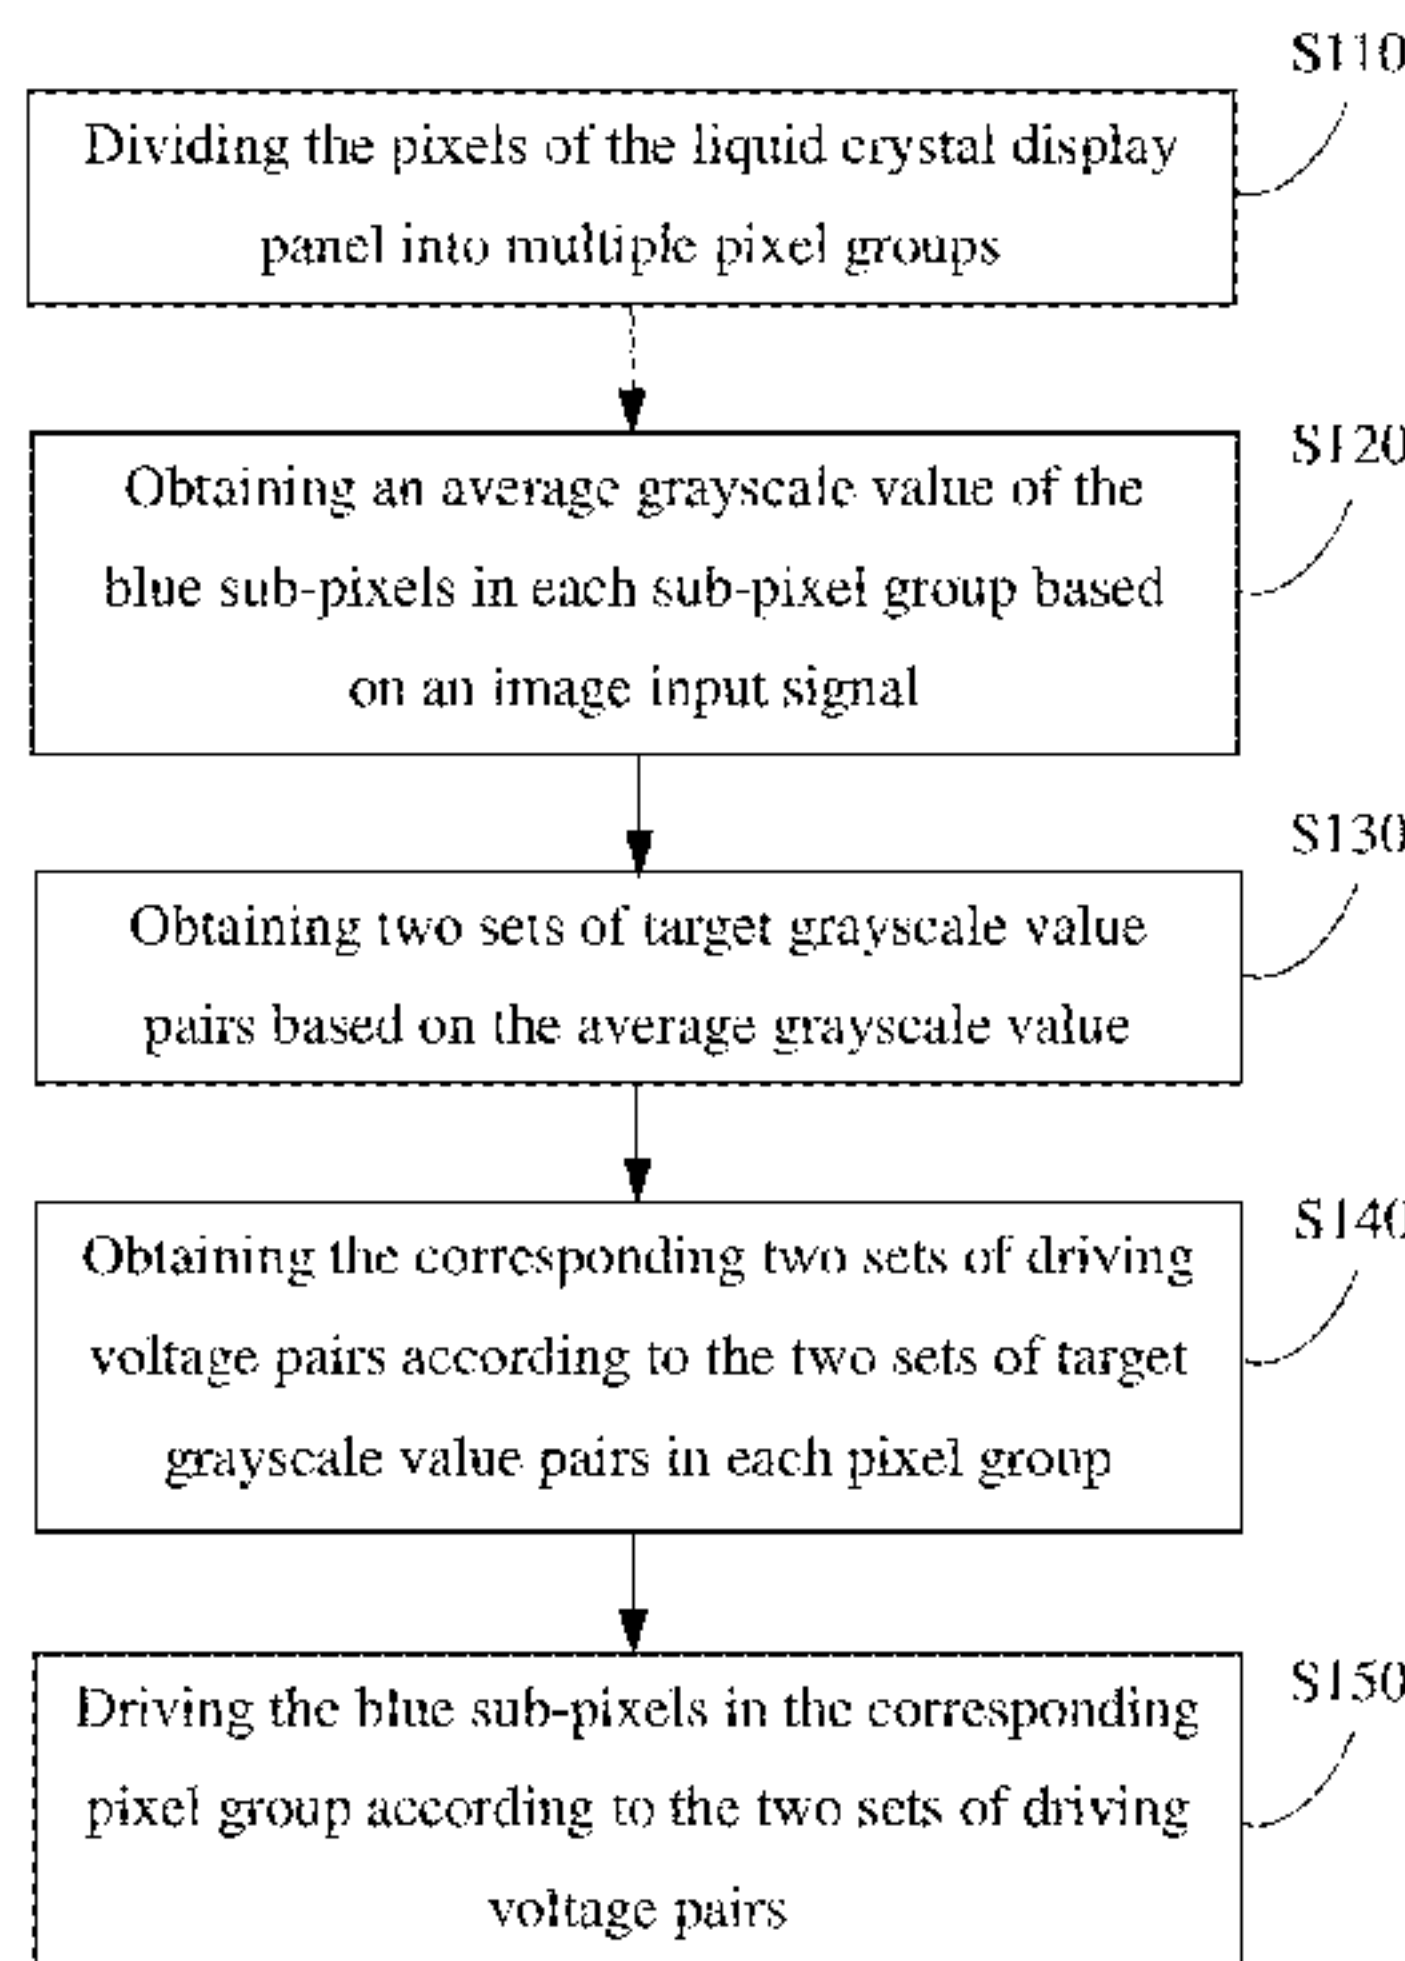 S110
Dividing the pixels of the liquid crystal display
panel into multiple pixel groups
S120
Obtaining an average grayscale value of the
blue sub-pixels in each sub-pixel group based
on an image input signal
S130
Obtaining two sets of target grayscale value
pairs based on the average grayscale value
S140
Obtaining the corresponding two sets of driving
voltage pairs according to the two sets of target
grayscale value pairs in each pixel group
S150
Driving the blue sub-pixels in the corresponding
pixel group according to the two sets of driving
voltage pairs